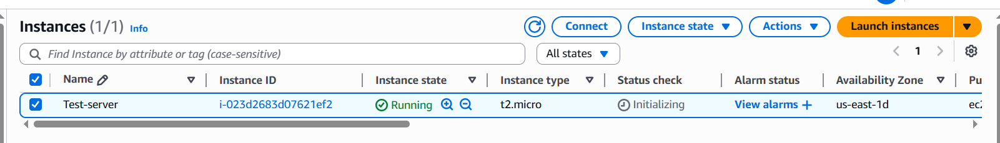 Instances (1/1) Info Connect Instance state Actions Launch instances
Find Instance by attribute or tag (case-sensitive) All states 1
Name Instance ID Instance state Instance type Status check Alarm status Availability Zone Pu
Test-server i-023d2683d07621ef2 Running t2.micro Initializing View alarms + us-east-1d ec2